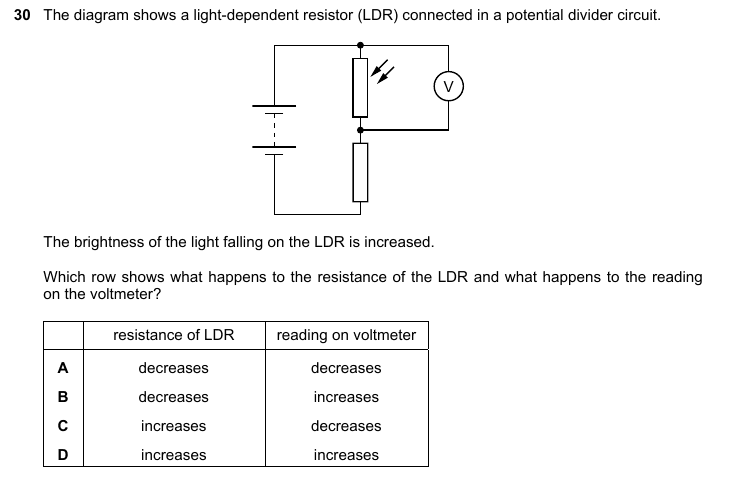 30 The diagram shows a light-dependent resistor (LDR) connected in a potential divider circuit.
V
The brightness of the light falling on the LDR is increased.
Which row shows what happens to the resistance of the LDR and what happens to the reading
on the voltmeter?
resistance of LDR reading on voltmeter
A decreases decreases
B decreases increases
C increases decreases
D increases increases